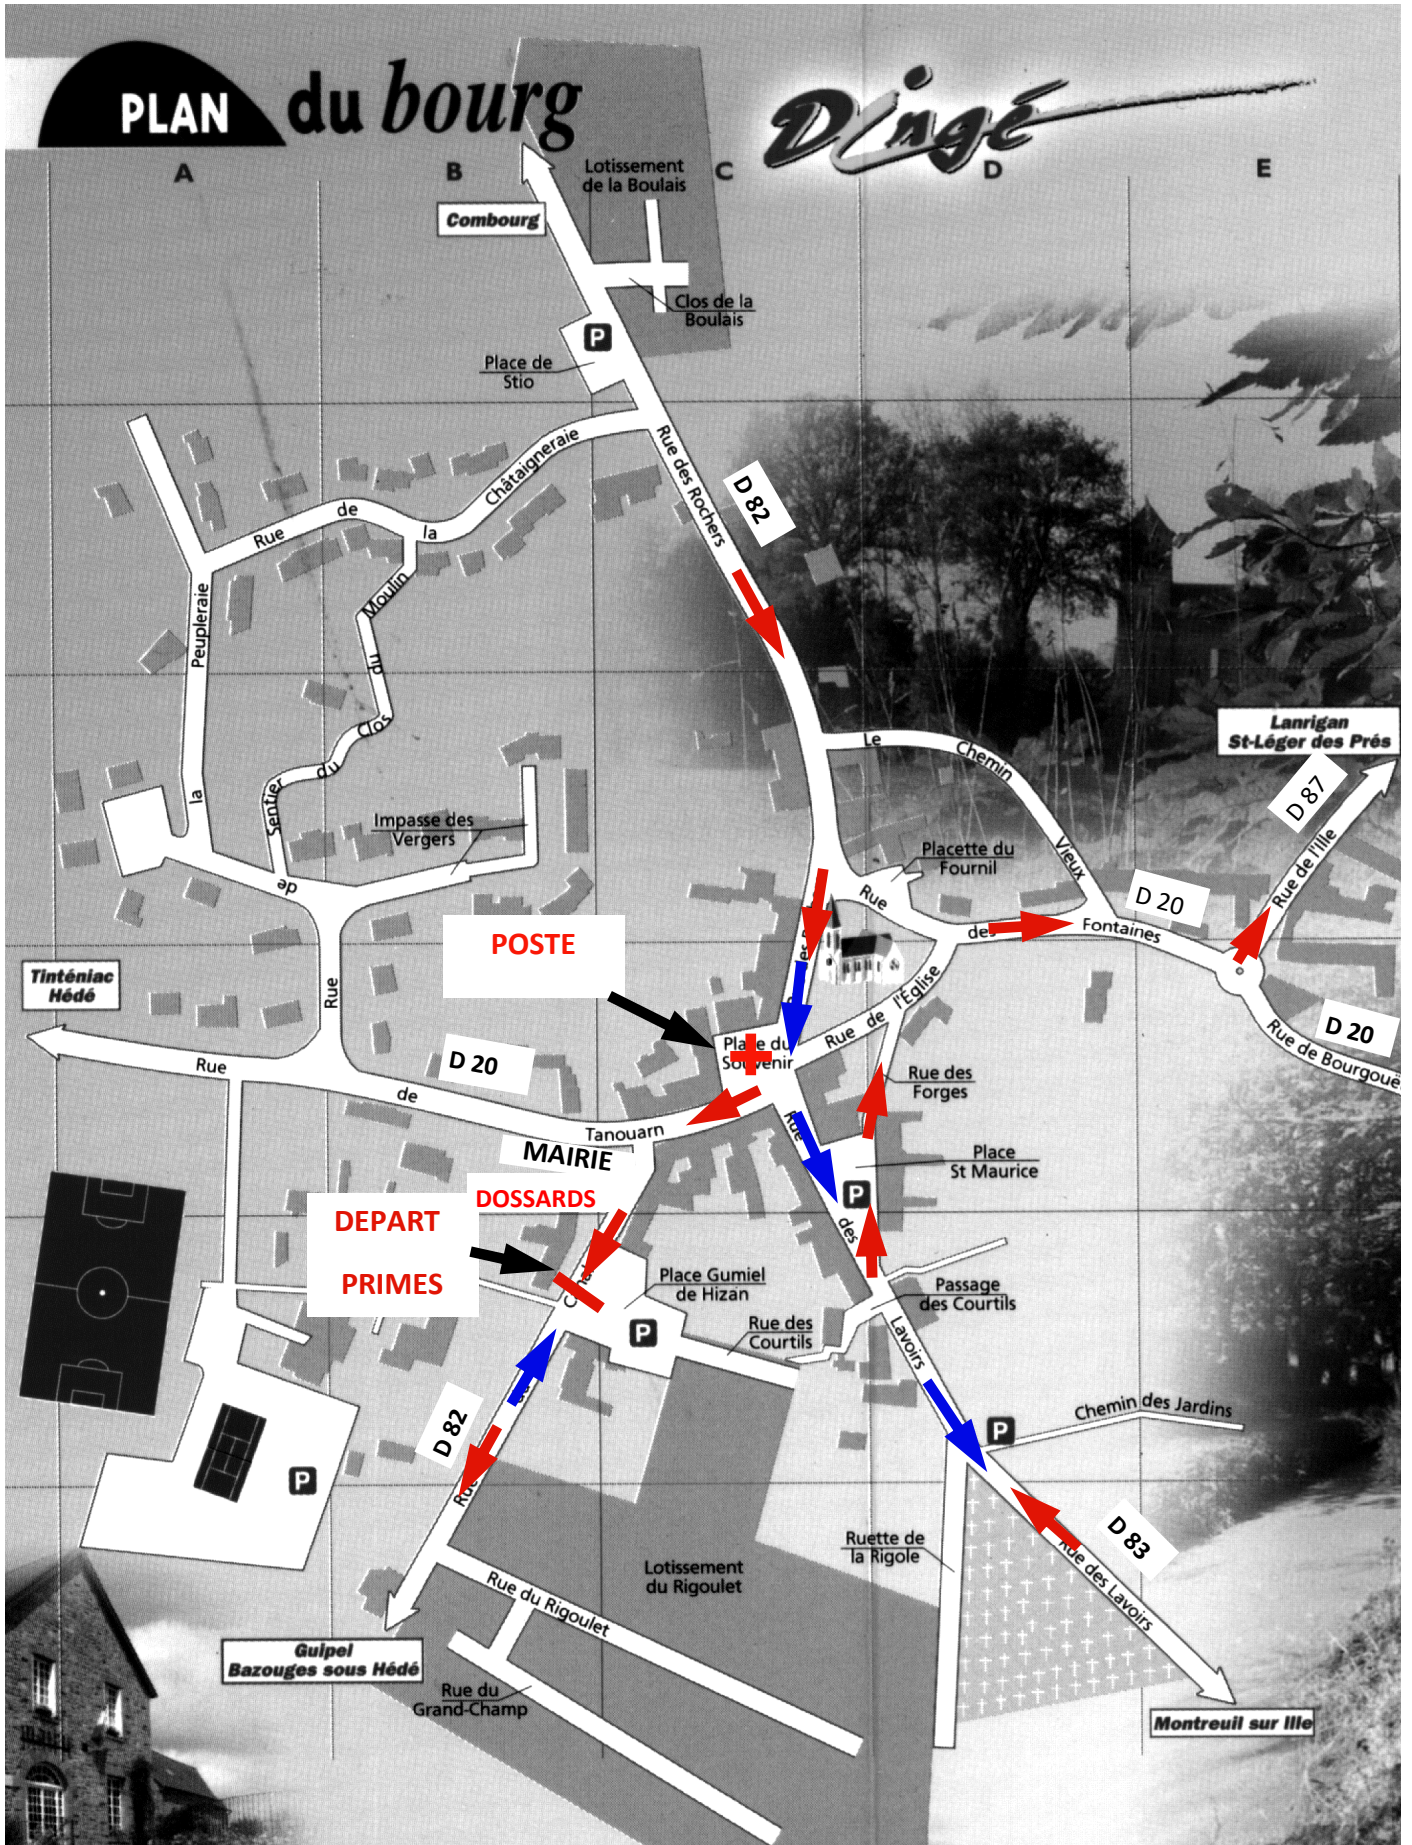 PLAN du bourg
Dingé
A B C D E
Lotissement
de la Boulais
Combourg
Clos de la
Boulais
P
Place de
Stio
Rue des Rochers
D 82
Rue de la Châtaigneraie
Moulin
du
Clos
du
Sentier
Peupleraie
la
de
Rue
Impasse des
Vergers
Le Chemin Vieux
Lanrigan
St-Léger des Prés
D 87
Rue de l'Ille
Placette du
Fournil
Rue des Fontaines
D 20
POSTE
Tinténiac
Hédé
Rue de l'Église
Place du
Souvenir
D 20
Rue de Bourgouë
Rue de Tanouarn
D 20
Rue des
Forges
MAIRIE
Place
St Maurice
P
DOSSARDS
DEPART
PRIMES
Rue des Lavoirs
Place Gumiel
de Hizan
Passage
des Courtils
P
Rue des
Courtils
D 82
Rue
Chemin des Jardins
P
P
D 83
Rue des Lavoirs
Ruette de
la Rigole
Lotissement
du Rigoulet
Rue du Rigoulet
Guipel
Bazouges sous Hédé
Rue du
Grand-Champ
Montreuil sur Ille